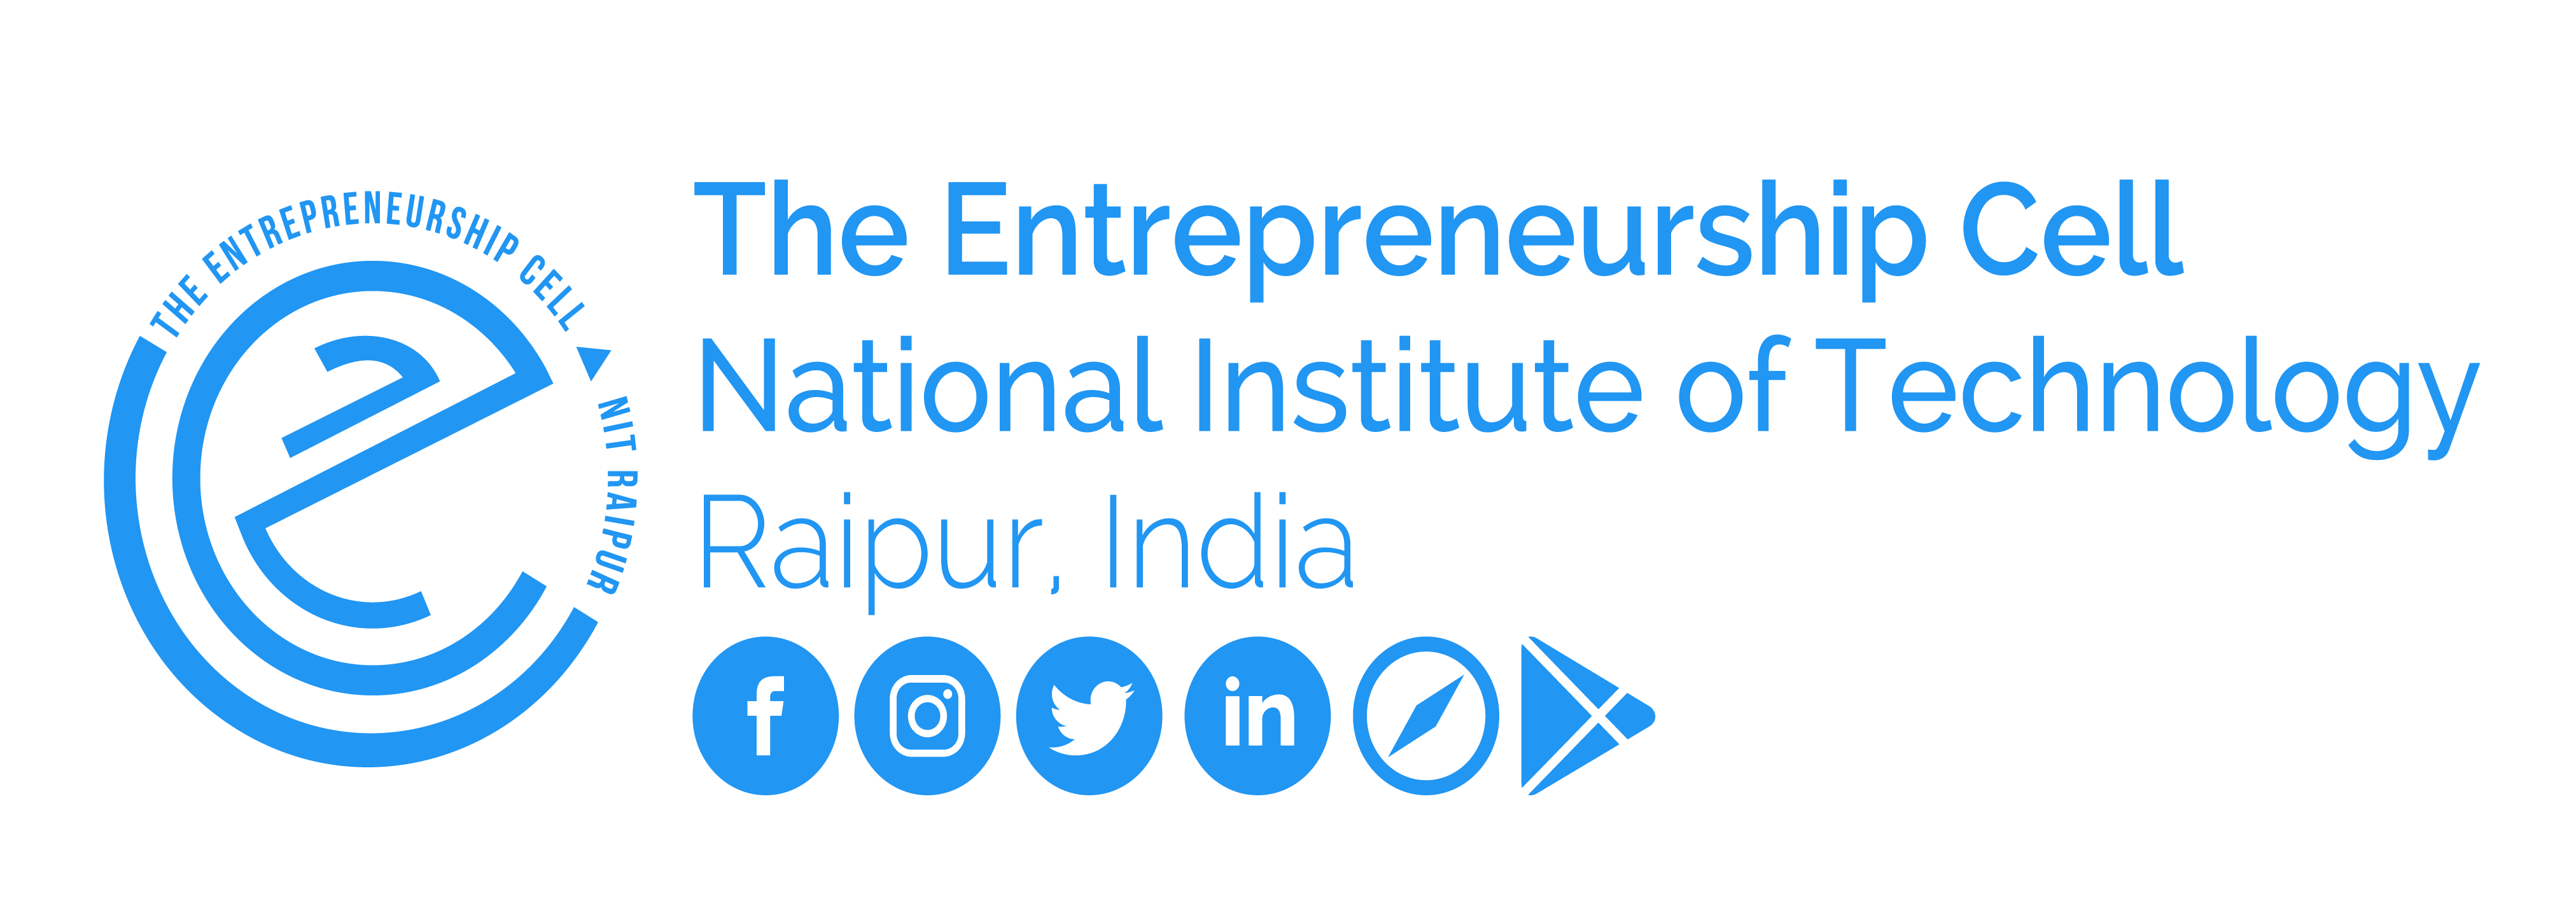 THE ENTREPRENEURSHIP CELL
NIT RAIPUR
The Entrepreneurship Cell
National Institute of Technology
Raipur, India